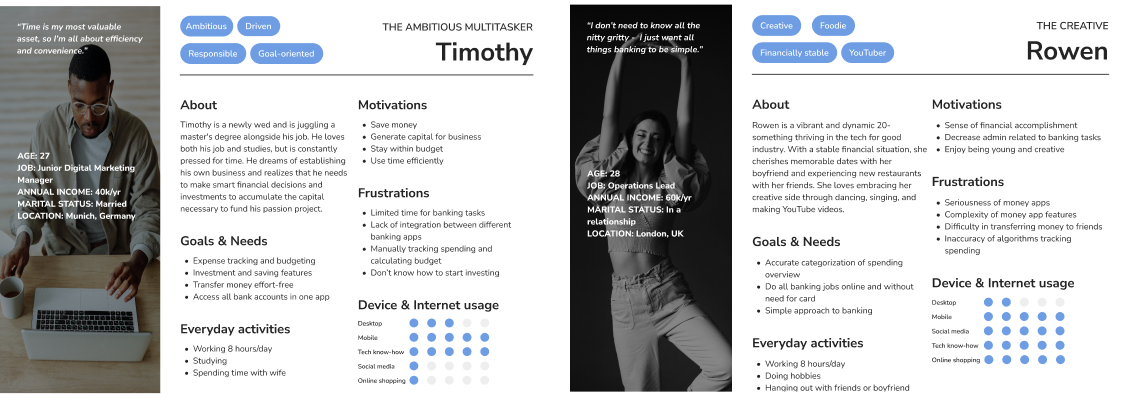 “Time is my most valuable
asset, so I'm all about efficiency
and convenience.”
AGE: 27
JOB: Junior Digital Marketing
Manager
ANNUAL INCOME: 40k/yr
MARITAL STATUS: Married
LOCATION: Munich, Germany
Ambitious
Driven
Responsible
Goal-oriented
THE AMBITIOUS MULTITASKER
Timothy
About
Timothy is a newly wed and is juggling a
master's degree alongside his job. He loves
both his job and studies, but is constantly
pressed for time. He dreams of establishing
his own business and realizes that he needs
to make smart financial decisions and
investments to accumulate the capital
necessary to fund his passion project.
Goals & Needs
• Expense tracking and budgeting
• Investment and saving features
• Transfer money effort-free
• Access all bank accounts in one app
Everyday activities
• Working 8 hours/day
• Studying
• Spending time with wife
Motivations
• Save money
• Generate capital for business
• Stay within budget
• Use time efficiently
Frustrations
• Limited time for banking tasks
• Lack of integration between different
banking apps
• Manually tracking spending and
calculating budget
• Don't know how to start investing
Device & Internet usage
Desktop
Mobile
Tech know-how
Social media
Online shopping
“I don't need to know all the
nitty gritty - I just want all
things banking to be simple.”
AGE: 28
JOB: Operations Lead
ANNUAL INCOME: 60k/yr
MARITAL STATUS: In a
relationship
LOCATION: London, UK
Creative
Foodie
Financially stable
YouTuber
THE CREATIVE
Rowen
About
Rowen is a vibrant and dynamic 20-
something thriving in the tech for good
industry. With a stable financial situation, she
cherishes memorable dates with her
boyfriend and experiencing new restaurants
with her friends. She loves embracing her
creative side through dancing, singing, and
making YouTube videos.
Goals & Needs
• Accurate categorization of spending
overview
• Do all banking jobs online and without
need for card
• Simple approach to banking
Everyday activities
• Working 8 hours/day
• Doing hobbies
• Hanging out with friends or boyfriend
Motivations
• Sense of financial accomplishment
• Decrease admin related to banking tasks
• Enjoy being young and creative
Frustrations
• Seriousness of money apps
• Complexity of money app features
• Difficulty in transferring money to friends
• Inaccuracy of algorithms tracking
spending
Device & Internet usage
Desktop
Mobile
Social media
Tech know-how
Online shopping